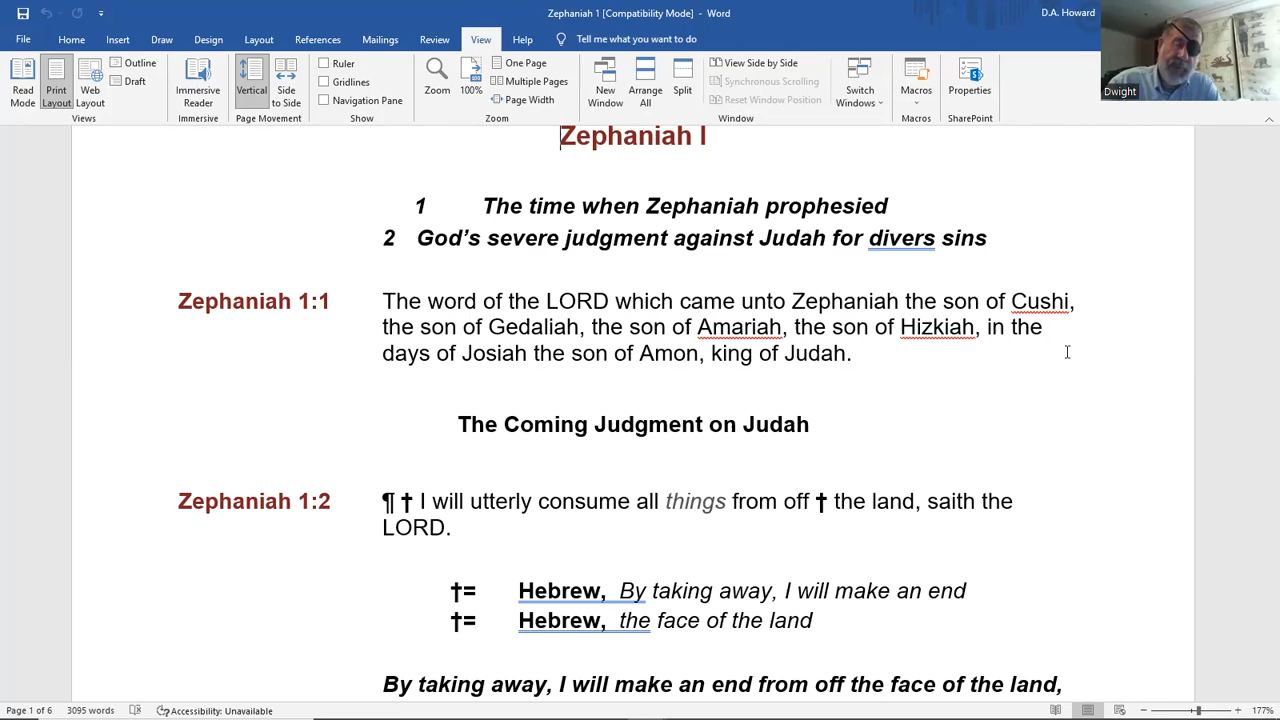 Zephaniah 1 [Compatibility Mode] - Word
D.A. Howard
File Home Insert Draw Design Layout References Mailings Review View Help Tell me what you want to do
Read Mode
Print Layout
Web Layout
Outline
Draft
Views
Immersive Reader
Immersive
Vertical
Side to Side
Page Movement
Ruler
Gridlines
Navigation Pane
Show
Zoom
100%
One Page
Multiple Pages
Page Width
Zoom
New Window
Arrange All
Split
View Side by Side
Synchronous Scrolling
Reset Window Position
Window
Switch Windows
Macros
Macros
Properties
SharePoint
Dwight
Zephaniah I
1 The time when Zephaniah prophesied
2 God's severe judgment against Judah for divers sins
Zephaniah 1:1 The word of the LORD which came unto Zephaniah the son of Cushi,
the son of Gedaliah, the son of Amariah, the son of Hizkiah, in the
days of Josiah the son of Amon, king of Judah.
The Coming Judgment on Judah
Zephaniah 1:2 ¶ † I will utterly consume all things from off † the land, saith the
LORD.
†= Hebrew, By taking away, I will make an end
†= Hebrew, the face of the land
By taking away, I will make an end from off the face of the land,
Page 1 of 6 3095 words Accessibility: Unavailable 177%